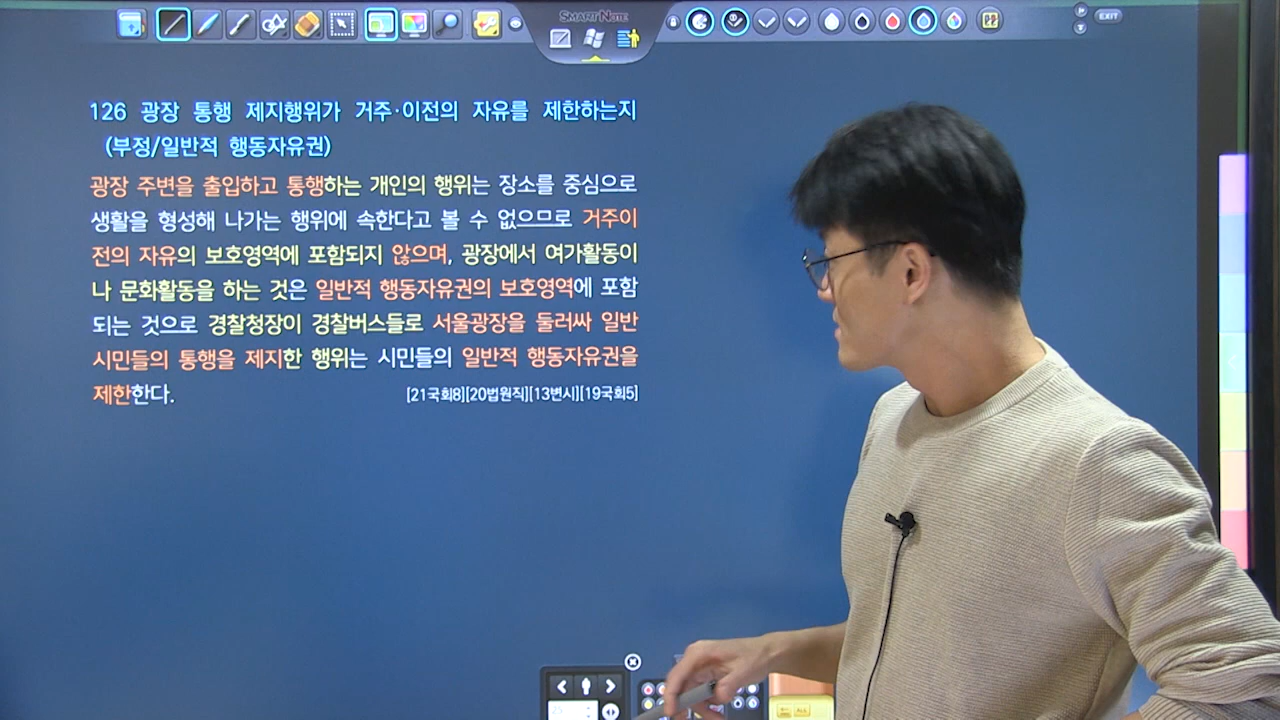 SMARTNOTE
EXIT
126 광장 통행 제지행위가 거주·이전의 자유를 제한하는지
(부정/일반적 행동자유권)
광장 주변을 출입하고 통행하는 개인의 행위는 장소를 중심으로
생활을 형성해 나가는 행위에 속한다고 볼 수 없으므로 거주이
전의 자유의 보호영역에 포함되지 않으며, 광장에서 여가활동이
나 문화활동을 하는 것은 일반적 행동자유권의 보호영역에 포함
되는 것으로 경찰청장이 경찰버스들로 서울광장을 둘러싸 일반
시민들의 통행을 제지한 행위는 시민들의 일반적 행동자유권을
제한한다. [21국회8][20법원직][13변시][19국회5]
ALL